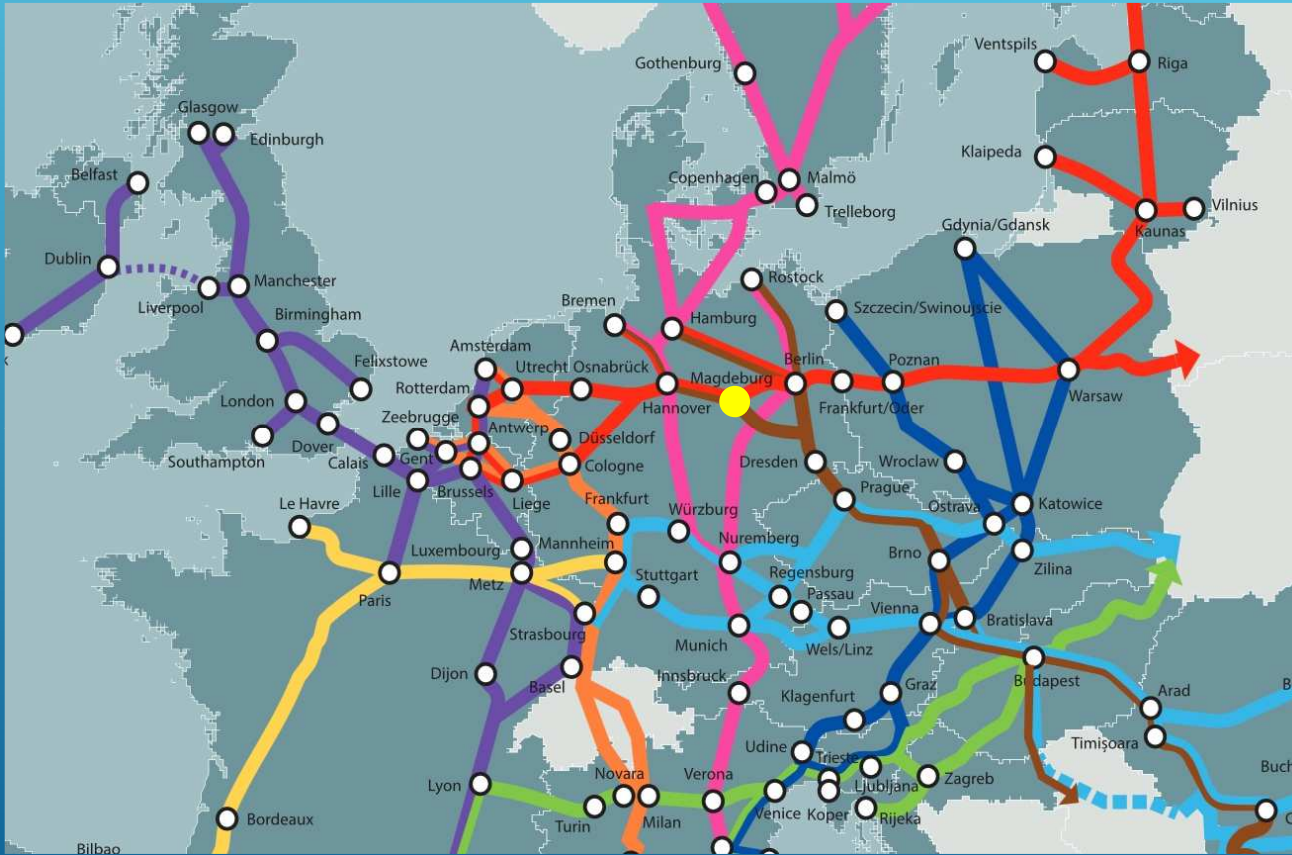 Gothenburg
Ventspils
Riga
Glasgow
Edinburgh
Klaipeda
Belfast
Copenhagen
Malmö
Trelleborg
Vilnius
Kaunas
Gdynia/Gdansk
Dublin
Manchester
Liverpool
Rostock
Bremen
Szczecin/Swinoujscie
Birmingham
Hamburg
Felixstowe
Amsterdam
Utrecht
Osnabrück
Magdeburg
Berlin
Poznan
Rotterdam
Hannover
Frankfurt/Oder
Warsaw
London
Zeebrugge
Antwerp
Düsseldorf
Dover
Southampton
Calais
Gent
Cologne
Dresden
Wroclaw
Lille
Brussels
Liege
Prague
Katowice
Le Havre
Frankfurt
Würzburg
Ostrava
Luxembourg
Mannheim
Nuremberg
Brno
Zilina
Metz
Stuttgart
Regensburg
Paris
Passau
Vienna
Bratislava
Strasbourg
Munich
Wels/Linz
Dijon
Basel
Innsbruck
Budapest
Klagenfurt
Graz
Arad
Udine
Trieste
Timișoara
Lyon
Novara
Verona
Ljubljana
Zagreb
Turin
Milan
Venice
Koper
Rijeka
Bordeaux
Bilbao